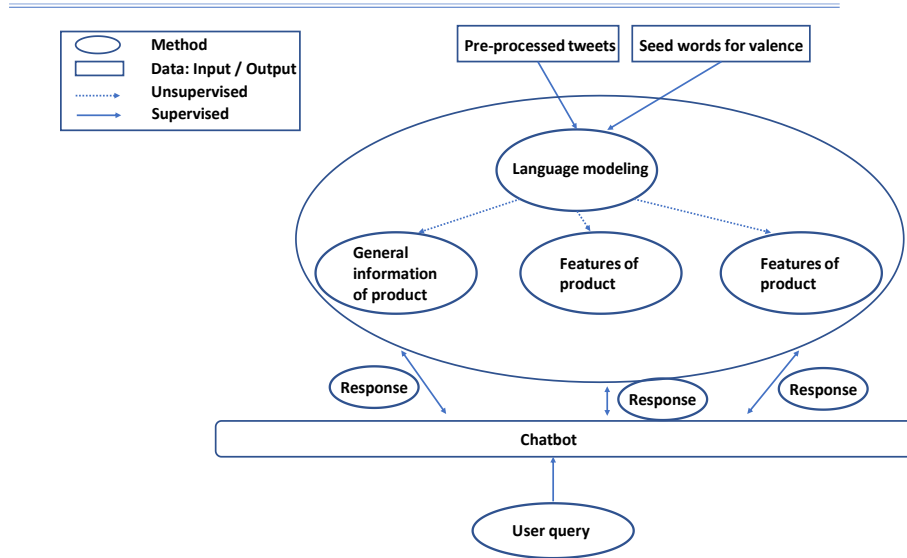 Method
Data: Input / Output
Unsupervised
Supervised
Pre-processed tweets
Seed words for valence
Language modeling
General
information
of product
Features of
product
Features of
product
Response
Response
Response
Chatbot
User query